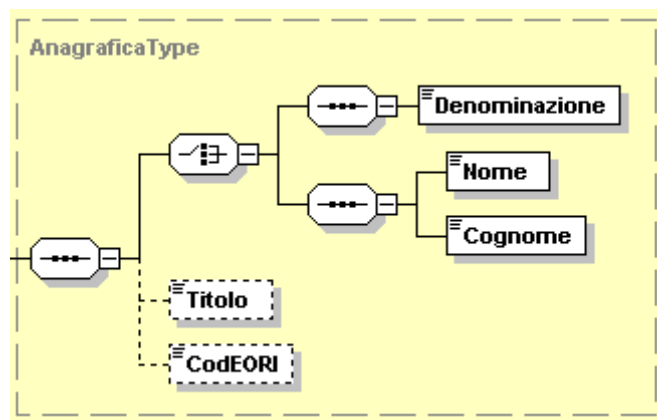 AnagraficaType
Denominazione
Nome
Cognome
Titolo
CodEORI